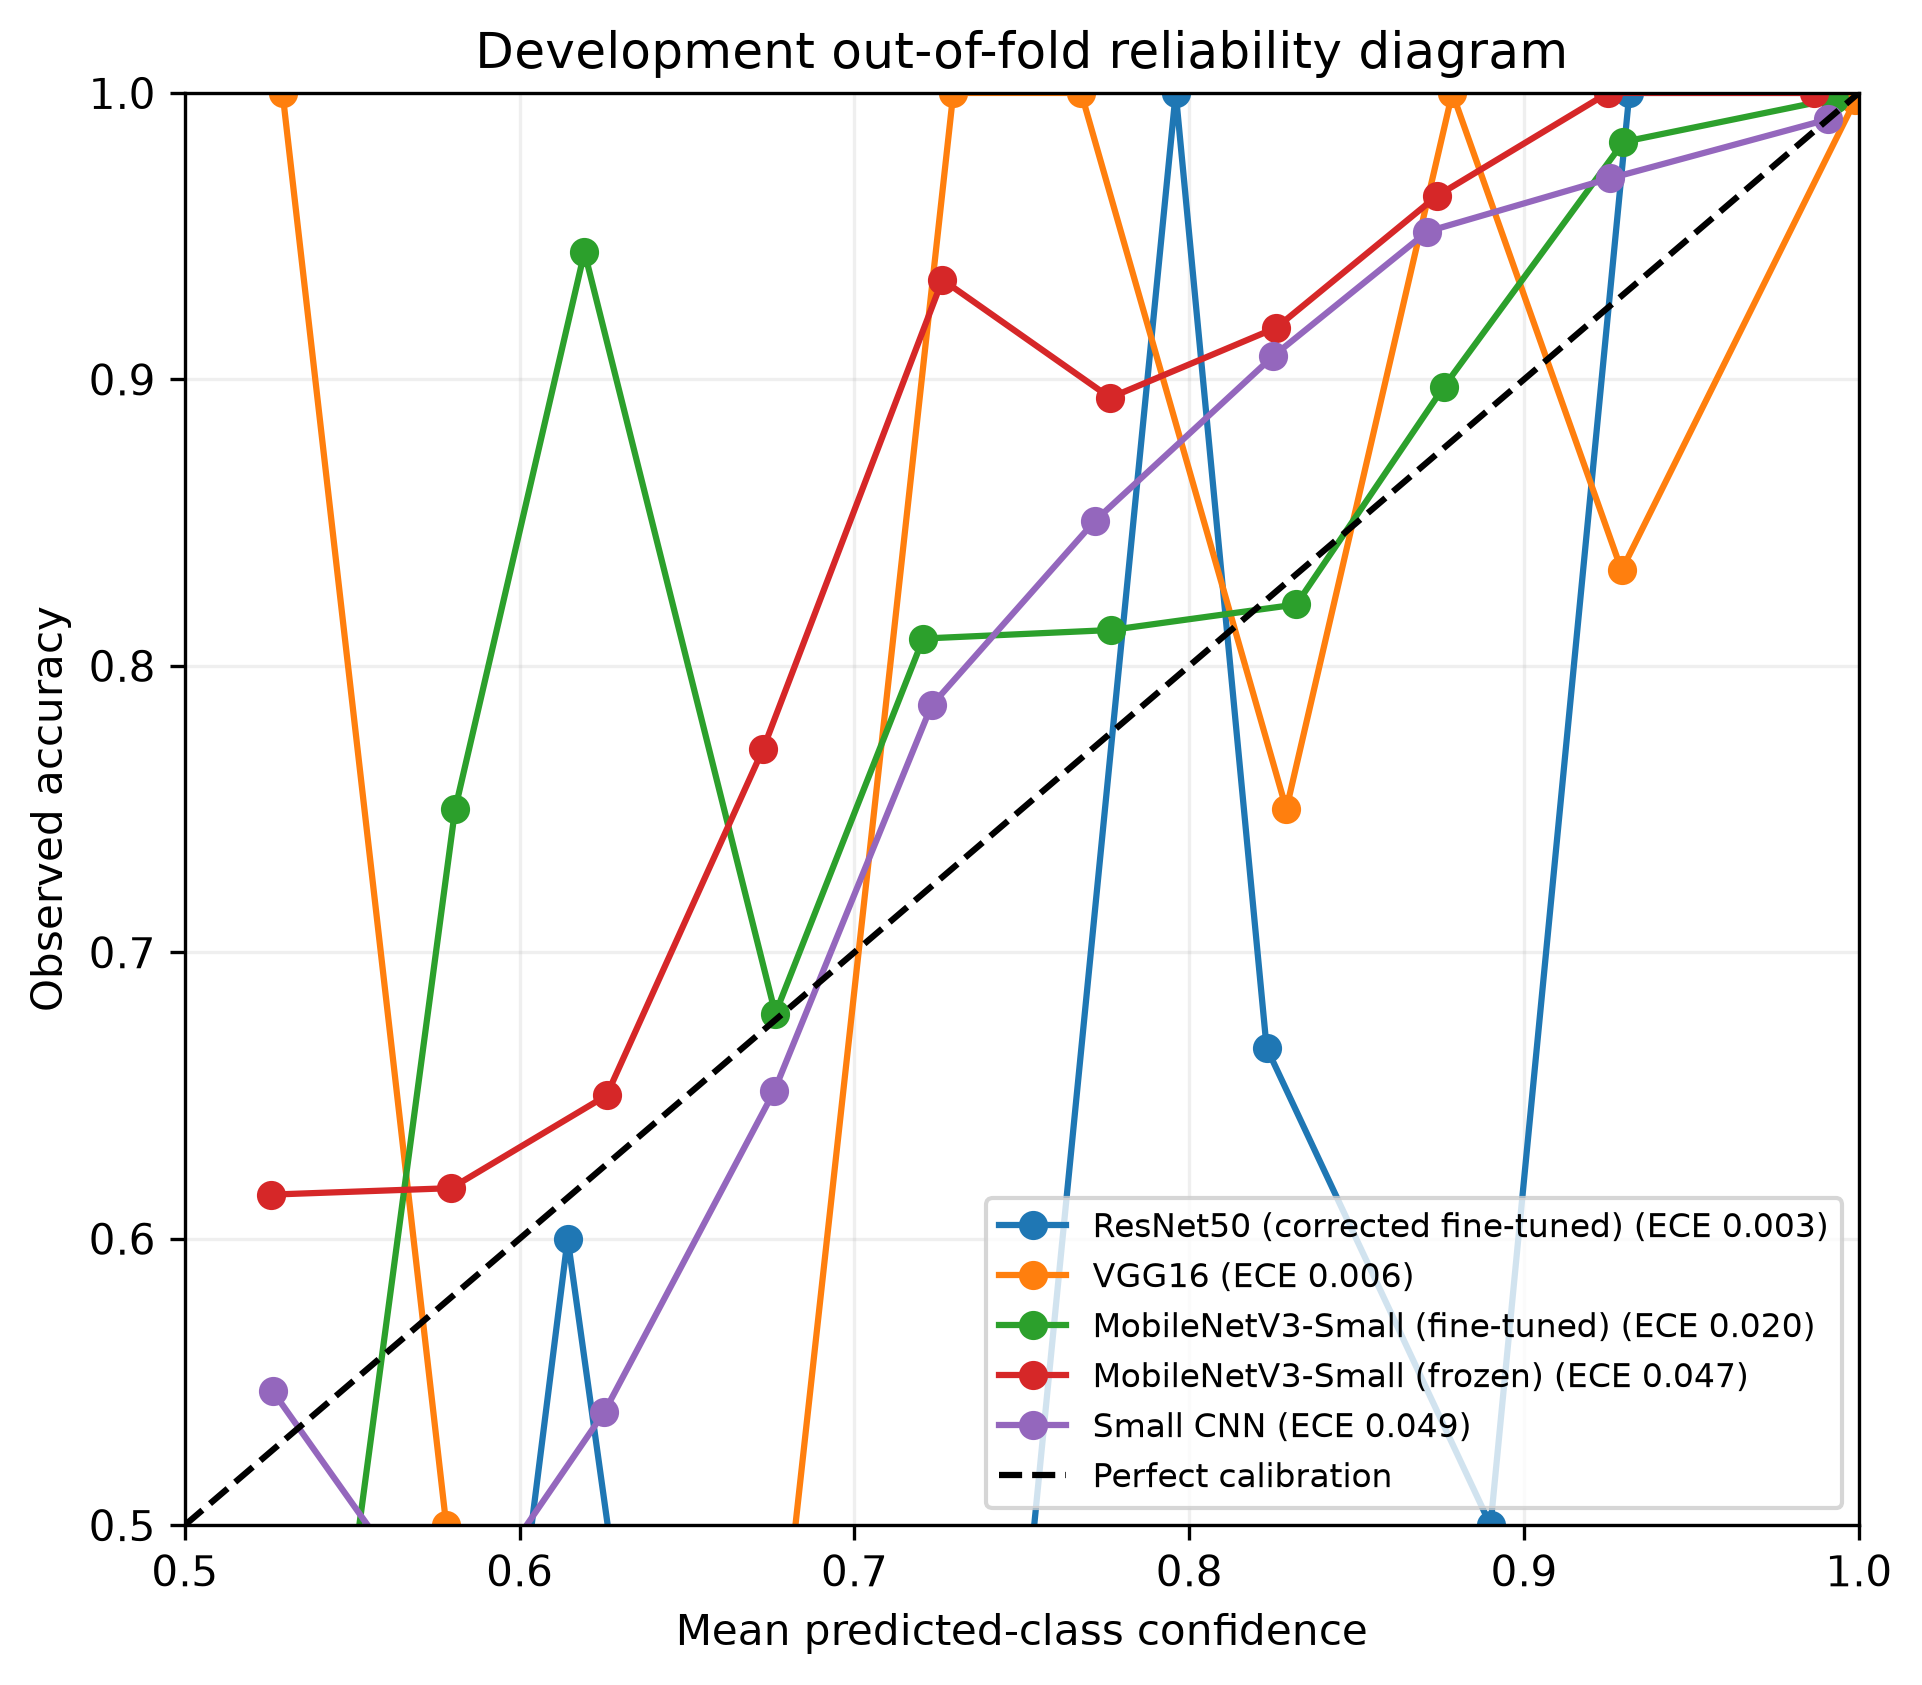 Development out-of-fold reliability diagram
1.0
0.9
0.8
0.7
0.6
0.5
Observed accuracy
0.5 0.6 0.7 0.8 0.9 1.0
Mean predicted-class confidence
ResNet50 (corrected fine-tuned) (ECE 0.003)
VGG16 (ECE 0.006)
MobileNetV3-Small (fine-tuned) (ECE 0.020)
MobileNetV3-Small (frozen) (ECE 0.047)
Small CNN (ECE 0.049)
Perfect calibration